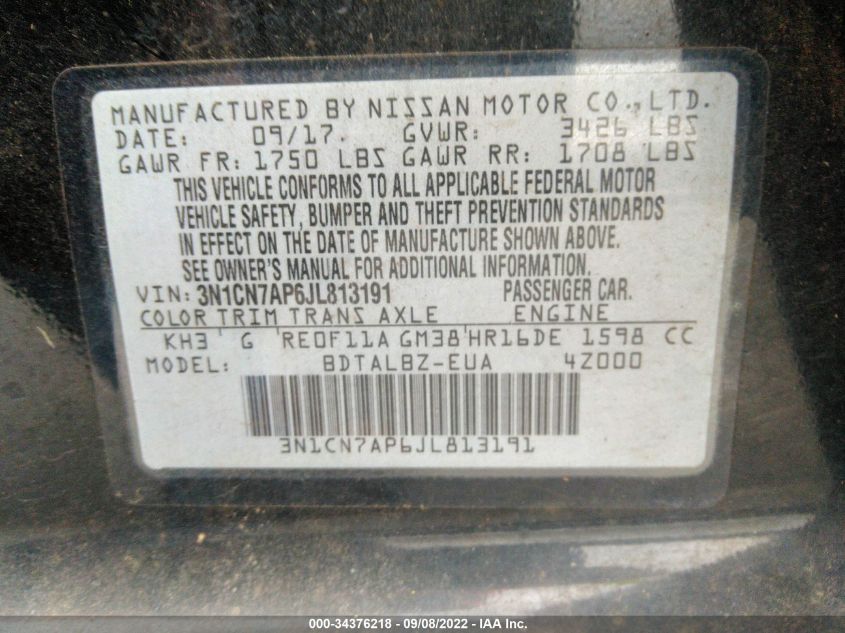 MANUFACTURED BY NISSAN MOTOR CO., LTD.
DATE: 09/17. GVWR: 3426 LBS
GAWR FR: 1750 LBS GAWR RR: 1708 LBS
THIS VEHICLE CONFORMS TO ALL APPLICABLE FEDERAL MOTOR
VEHICLE SAFETY, BUMPER AND THEFT PREVENTION STANDARDS
IN EFFECT ON THE DATE OF MANUFACTURE SHOWN ABOVE.
SEE OWNER'S MANUAL FOR ADDITIONAL INFORMATION.
VIN: 3N1CN7AP6JL813191 PASSENGER CAR.
COLOR TRIM TRANS AXLE ENGINE
KH3 G RE0F11A GM38 HR16DE 1598 CC
MODEL: BDTALBZ-EUA 4Z000
3N1CN7AP6JL813191
000-34376218 - 09/08/2022 - IAA Inc.